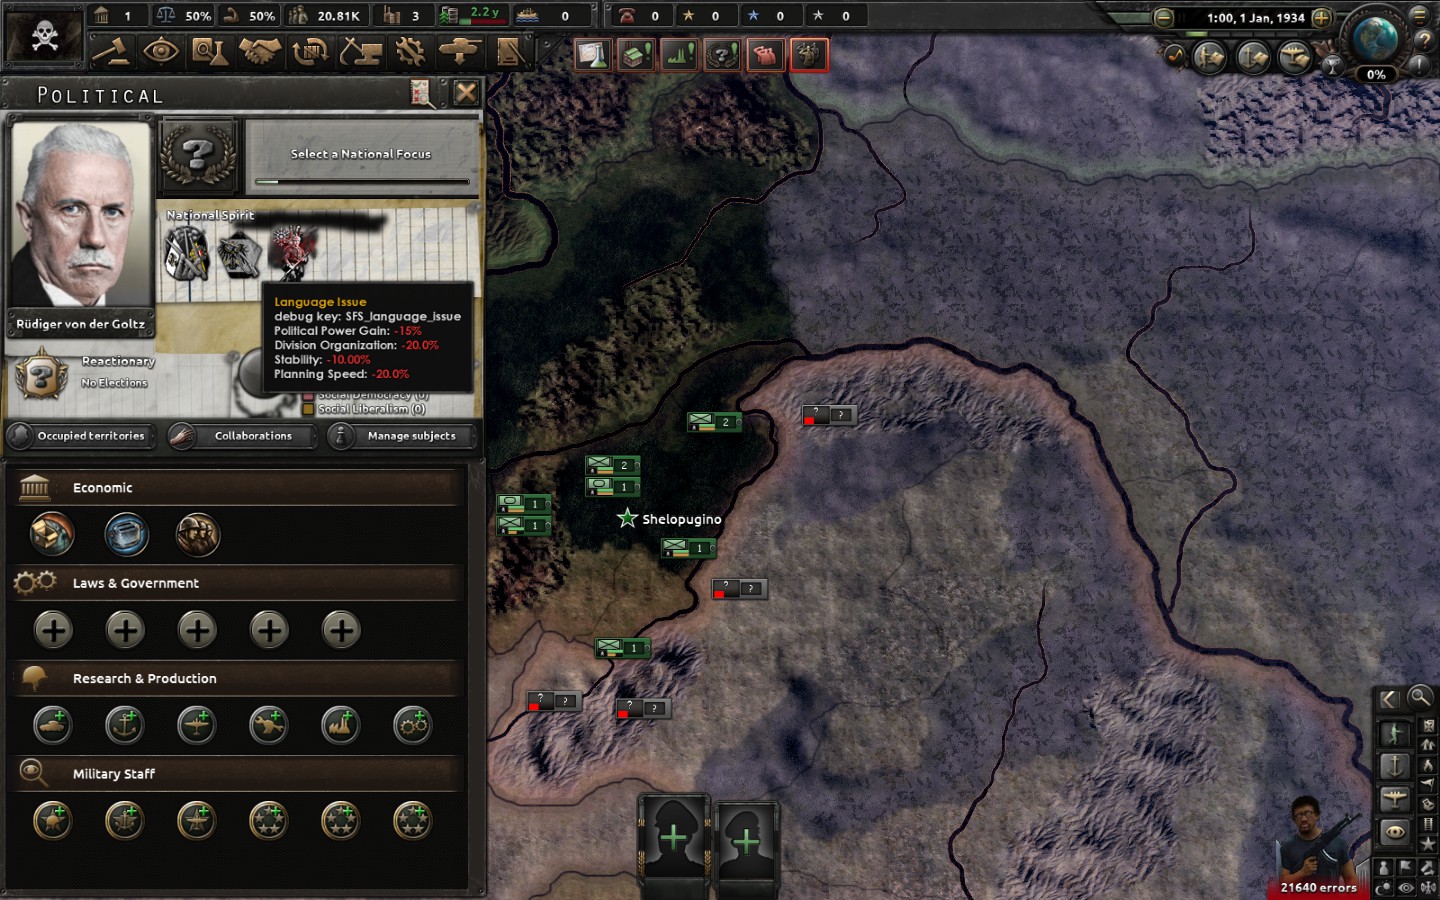 1
50%
50%
20.81K
3
2.2 y
0
0
0
0
0
1:00, 1 Jan, 1934
0%
POLITICAL
Select a National Focus
National Spirit
Language Issue
debug key: SFS_language_issue
Political Power Gain: -15%
Division Organization: -20.0%
Stability: -10.00%
Planning Speed: -20.0%
Rüdiger von der Goltz
Reactionary
No Elections
Social Democracy (0)
Social Liberalism (0)
Occupied territories
Collaborations
Manage subjects
Economic
Laws & Government
Research & Production
Military Staff
2
? ?
2
1
1
1
Shelopugino
1
? ?
1
? ?
? ?
21640 errors